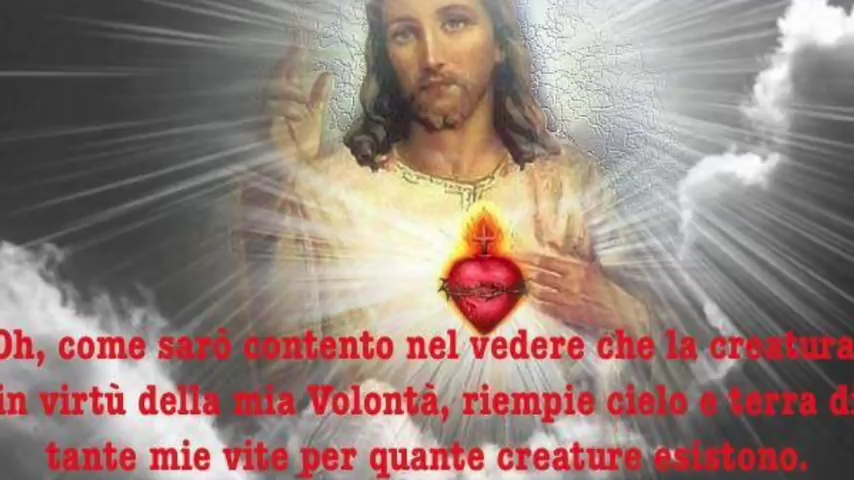 Oh, come sarò contento nel vedere che la creatura,
in virtù della mia Volontà, riempie cielo e terra di
tante mie vite per quante creature esistono.